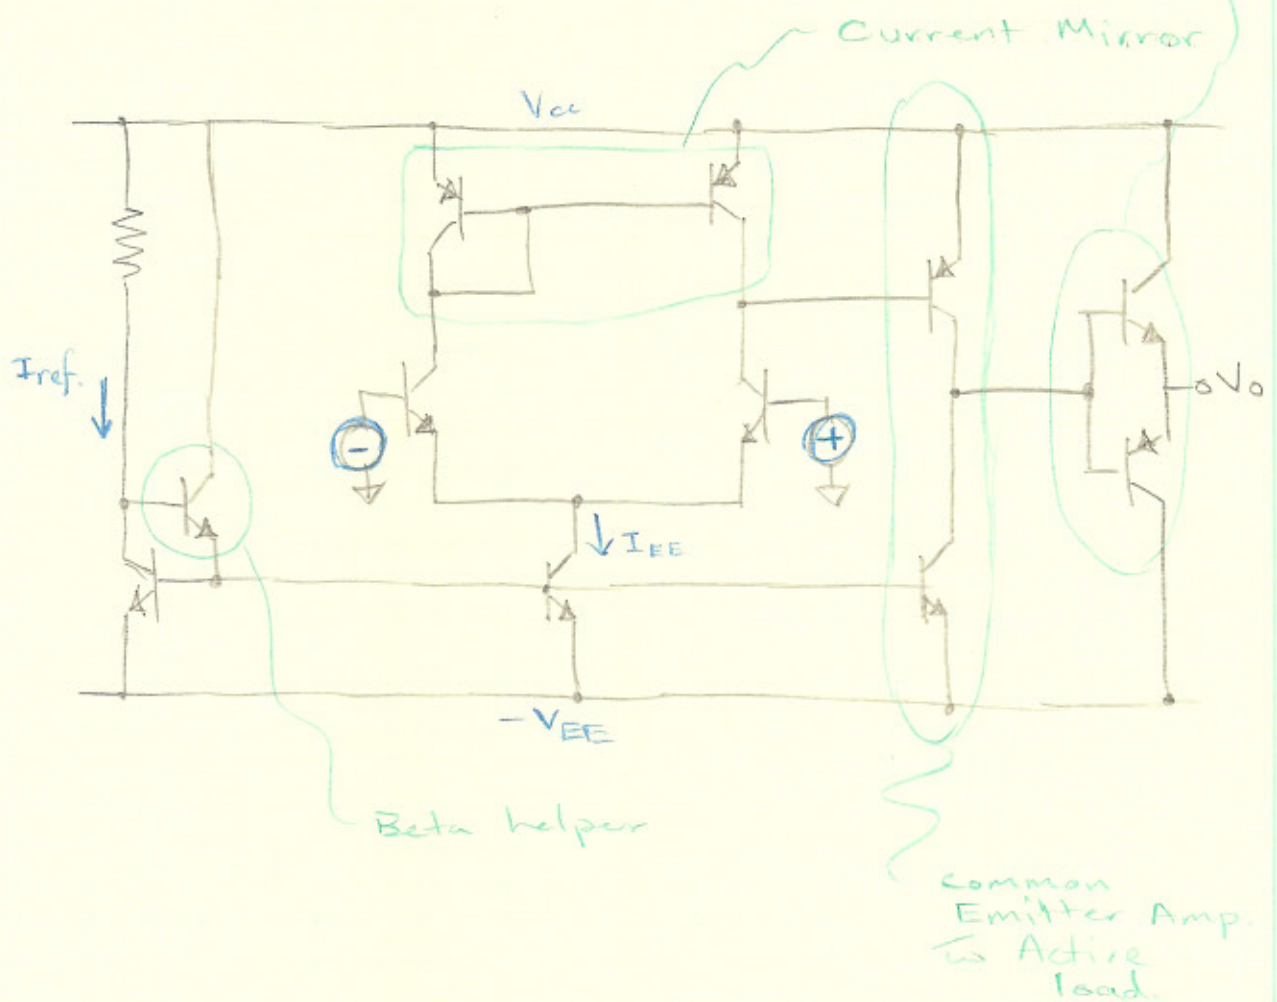 Current Mirror
Vcc
Iref.
-
+
Vo
IEE
-VEE
Beta helper
Common
Emitter Amp.
w Active
load.